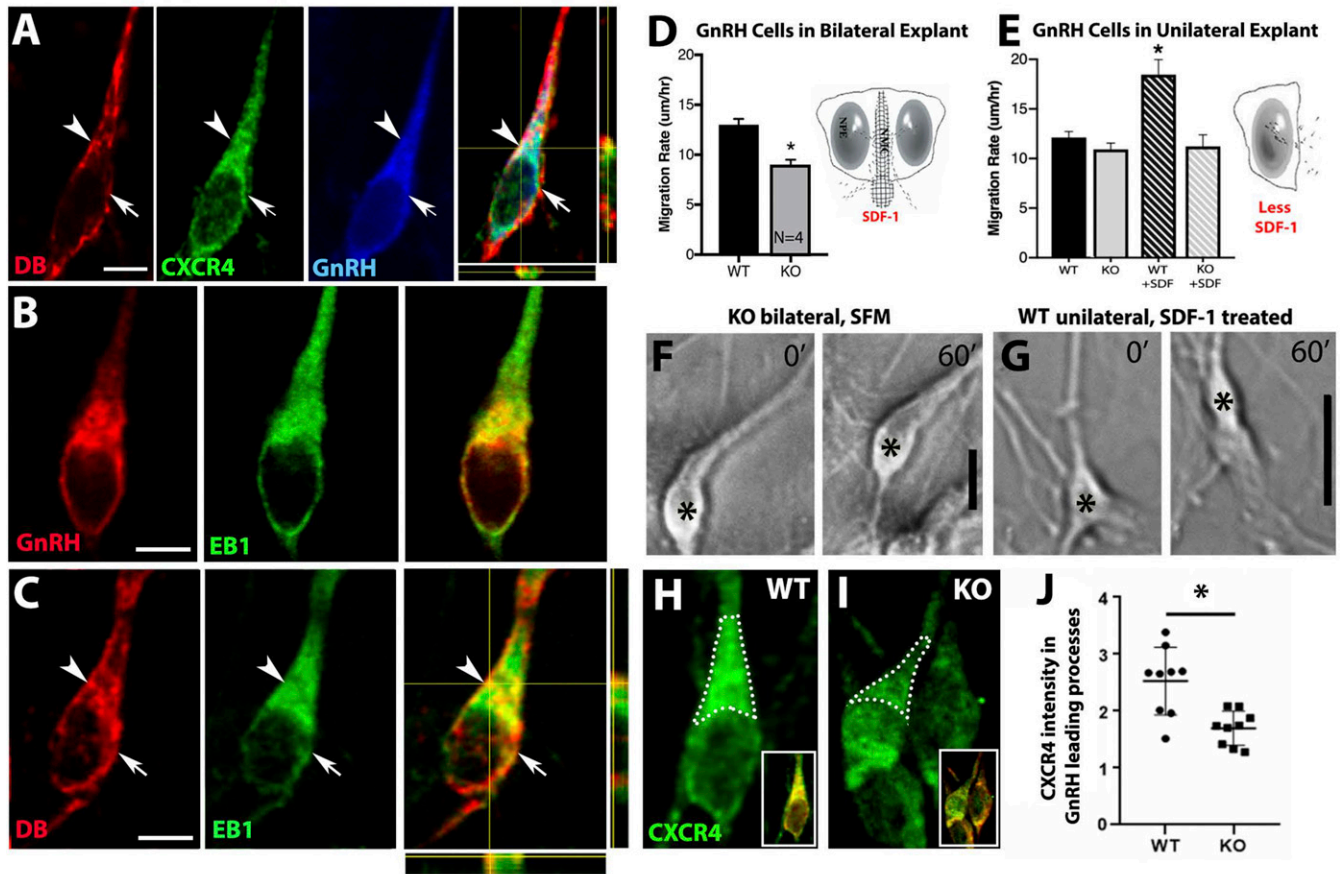 A
DB
CXCR4
GnRH
B
GnRH
EB1
C
DB
EB1
D
GnRH Cells in Bilateral Explant
Migration Rate (um/hr)
20
15
10
5
0
*
N=4
WT
KO
NPE
NMC
SDF-1
E
GnRH Cells in Unilateral Explant
Migration Rate (um/hr)
20
15
10
5
0
*
WT
KO
WT
+SDF
KO
+SDF
Less
SDF-1
KO bilateral, SFM
F
0’
60’
*
*
WT unilateral, SDF-1 treated
G
0’
60’
*
*
H
WT
CXCR4
I
KO
J
CXCR4 intensity in
GnRH leading processes
4
3
2
1
0
*
WT
KO